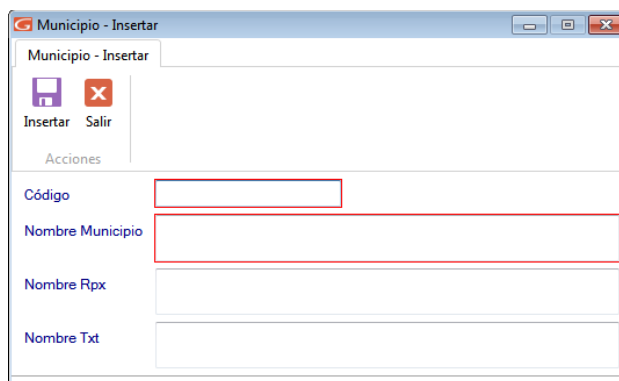 Municipio - Insertar
Municipio - Insertar
Insertar Salir
Acciones
Código
Nombre Municipio
Nombre Rpx
Nombre Txt